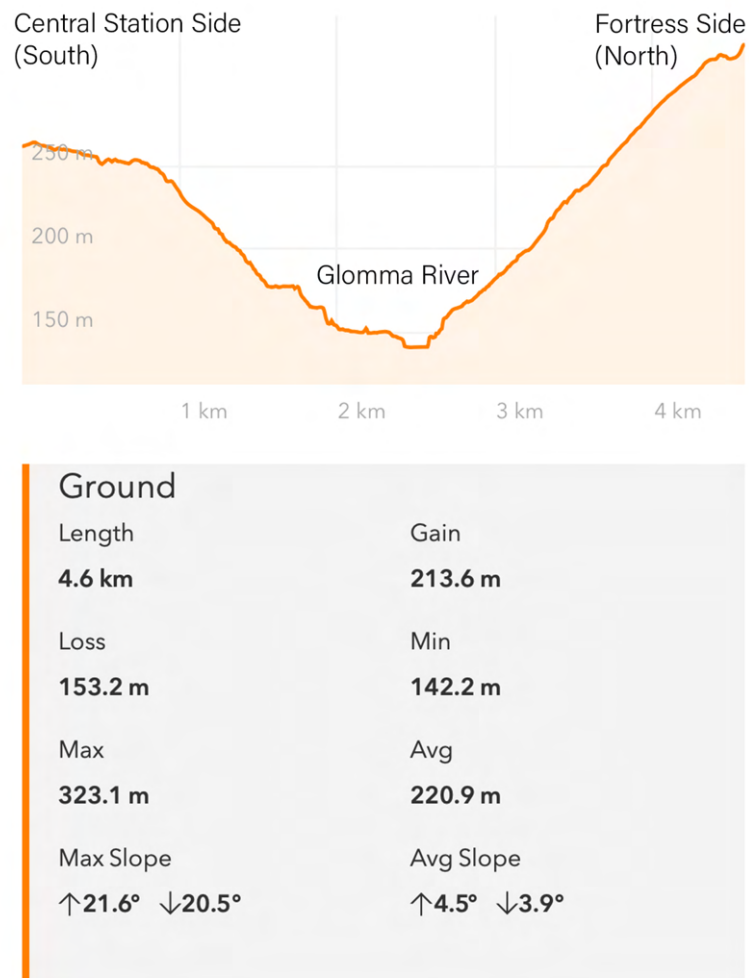 Central Station Side
(South)
Fortress Side
(North)
250 m
200 m
Glomma River
150 m
1 km
2 km
3 km
4 km
Ground
Length
Gain
4.6 km
213.6 m
Loss
Min
153.2 m
142.2 m
Max
Avg
323.1 m
220.9 m
Max Slope
Avg Slope
↑21.6° ↓20.5°
↑4.5° ↓3.9°